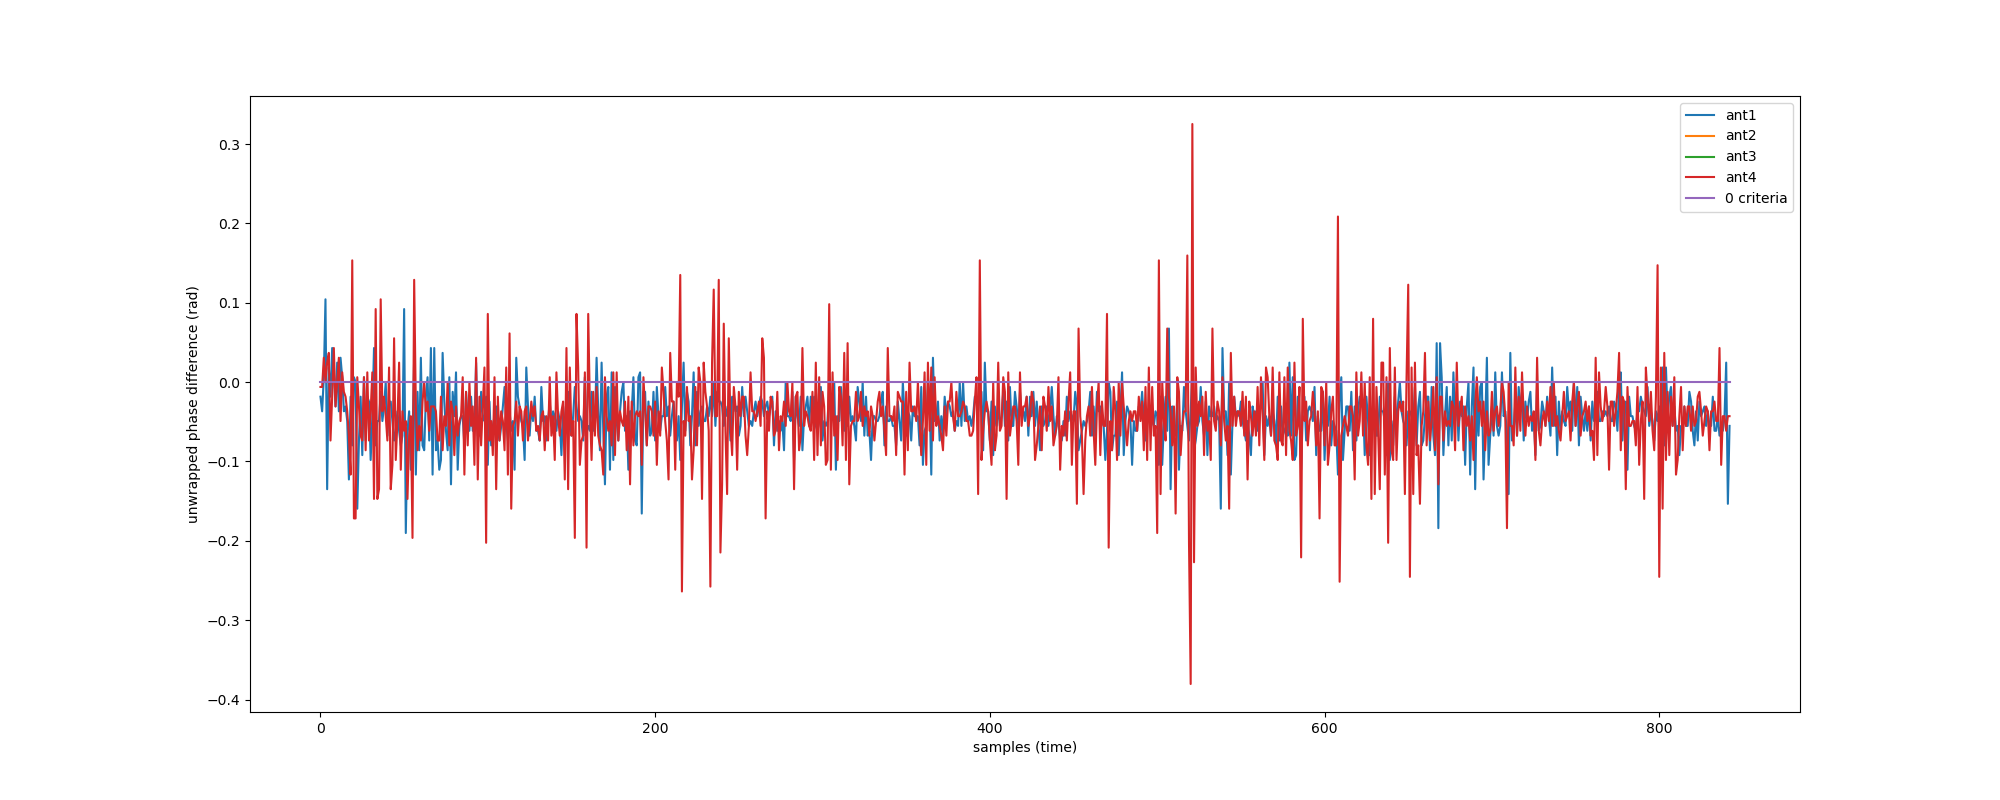 ant1
ant2
ant3
ant4
0 criteria
0.3
0.2
0.1
0.0
−0.1
−0.2
−0.3
−0.4
unwrapped phase difference (rad)
0
200
400
600
800
samples (time)